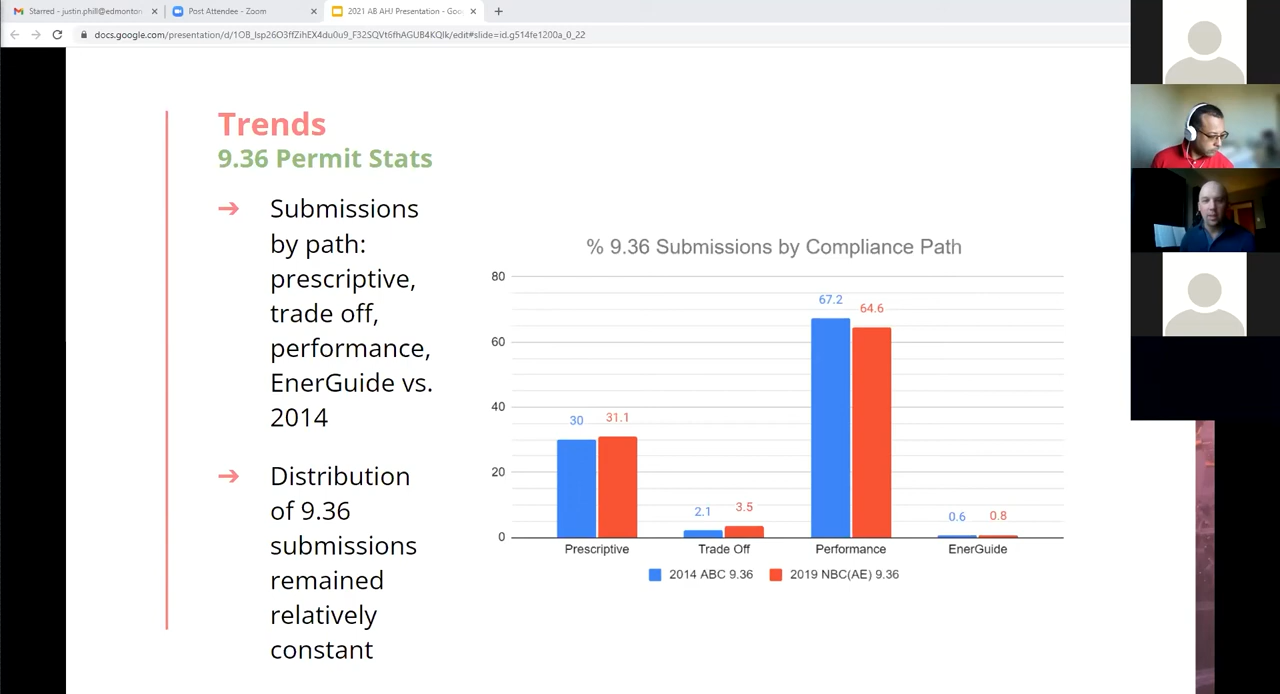 Starred - justin.phill@edmonton
Post Attendee - Zoom
2021 AB AHJ Presentation - Goo
docs.google.com/presentation/d/1OB_lsp26O3ffZihEX4du0u9_F32SQVt6fhAGUB4KQlk/edit#slide=id.g514fe1200a_0_22
Trends
9.36 Permit Stats
➔ Submissions
by path:
prescriptive,
trade off,
performance,
EnerGuide vs.
2014
➔ Distribution
of 9.36
submissions
remained
relatively
constant
% 9.36 Submissions by Compliance Path
80
60
40
20
0
30
31.1
2.1
3.5
67.2
64.6
0.6
0.8
Prescriptive
Trade Off
Performance
EnerGuide
2014 ABC 9.36
2019 NBC(AE) 9.36